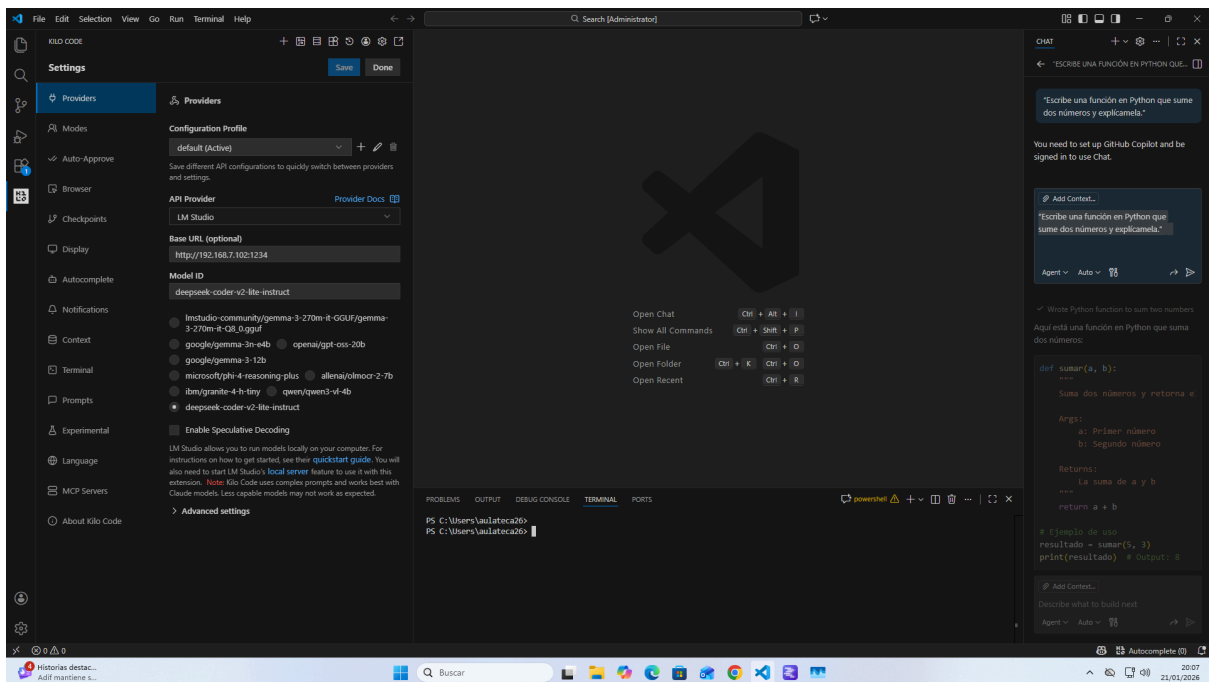 File Edit Selection View Go Run Terminal Help
Search [Administrator]
KILO CODE
Settings
Save
Done
Providers
Modes
Auto-Approve
Browser
Checkpoints
Display
Autocomplete
Notifications
Context
Terminal
Prompts
Experimental
Language
MCP Servers
About Kilo Code
1
Providers
Configuration Profile
default (Active)
Save different API configurations to quickly switch between providers
and settings.
API Provider
Provider Docs
LM Studio
Base URL (optional)
http://192.168.7.102:1234
Model ID
deepseek-coder-v2-lite-instruct
lmstudio-community/gemma-3-270m-it-GGUF/gemma-
3-270m-it-Q8_0.gguf
google/gemma-3n-e4b openai/gpt-oss-20b
google/gemma-3-12b
microsoft/phi-4-reasoning-plus allenai/olmocr-2-7b
ibm/granite-4-h-tiny qwen/qwen3-vl-4b
deepseek-coder-v2-lite-instruct
Enable Speculative Decoding
LM Studio allows you to run models locally on your computer. For
instructions on how to get started, see their quickstart guide. You will
also need to start LM Studio's local server feature to use it with this
extension. Note: Kilo Code uses complex prompts and works best with
Claude models. Less capable models may not work as expected.
Advanced settings
Open Chat Ctrl + Alt + I
Show All Commands Ctrl + Shift + P
Open File Ctrl + O
Open Folder Ctrl + K Ctrl + O
Open Recent Ctrl + R
PROBLEMS OUTPUT DEBUG CONSOLE TERMINAL PORTS
powershell
PS C:\Users\aulateca26>
PS C:\Users\aulateca26>
CHAT
"ESCRIBE UNA FUNCIÓN EN PYTHON QUE...
"Escribe una función en Python que sume
dos números y explícamela."
You need to set up GitHub Copilot and be
signed in to use Chat.
Add Context...
"Escribe una función en Python que
sume dos números y explícamela."
Agent Auto
Wrote Python function to sum two numbers
Aquí está una función en Python que suma
dos números:
def sumar(a, b):
"""
Suma dos números y retorna e
Args:
a: Primer número
b: Segundo número
Returns:
La suma de a y b
"""
return a + b
# Ejemplo de uso
resultado = sumar(5, 3)
print(resultado) # Output: 8
Add Context...
Describe what to build next
Agent Auto
0 0
Autocomplete (0)
4
Historias destac...
Adif mantiene s...
Buscar
20:07
21/01/2026